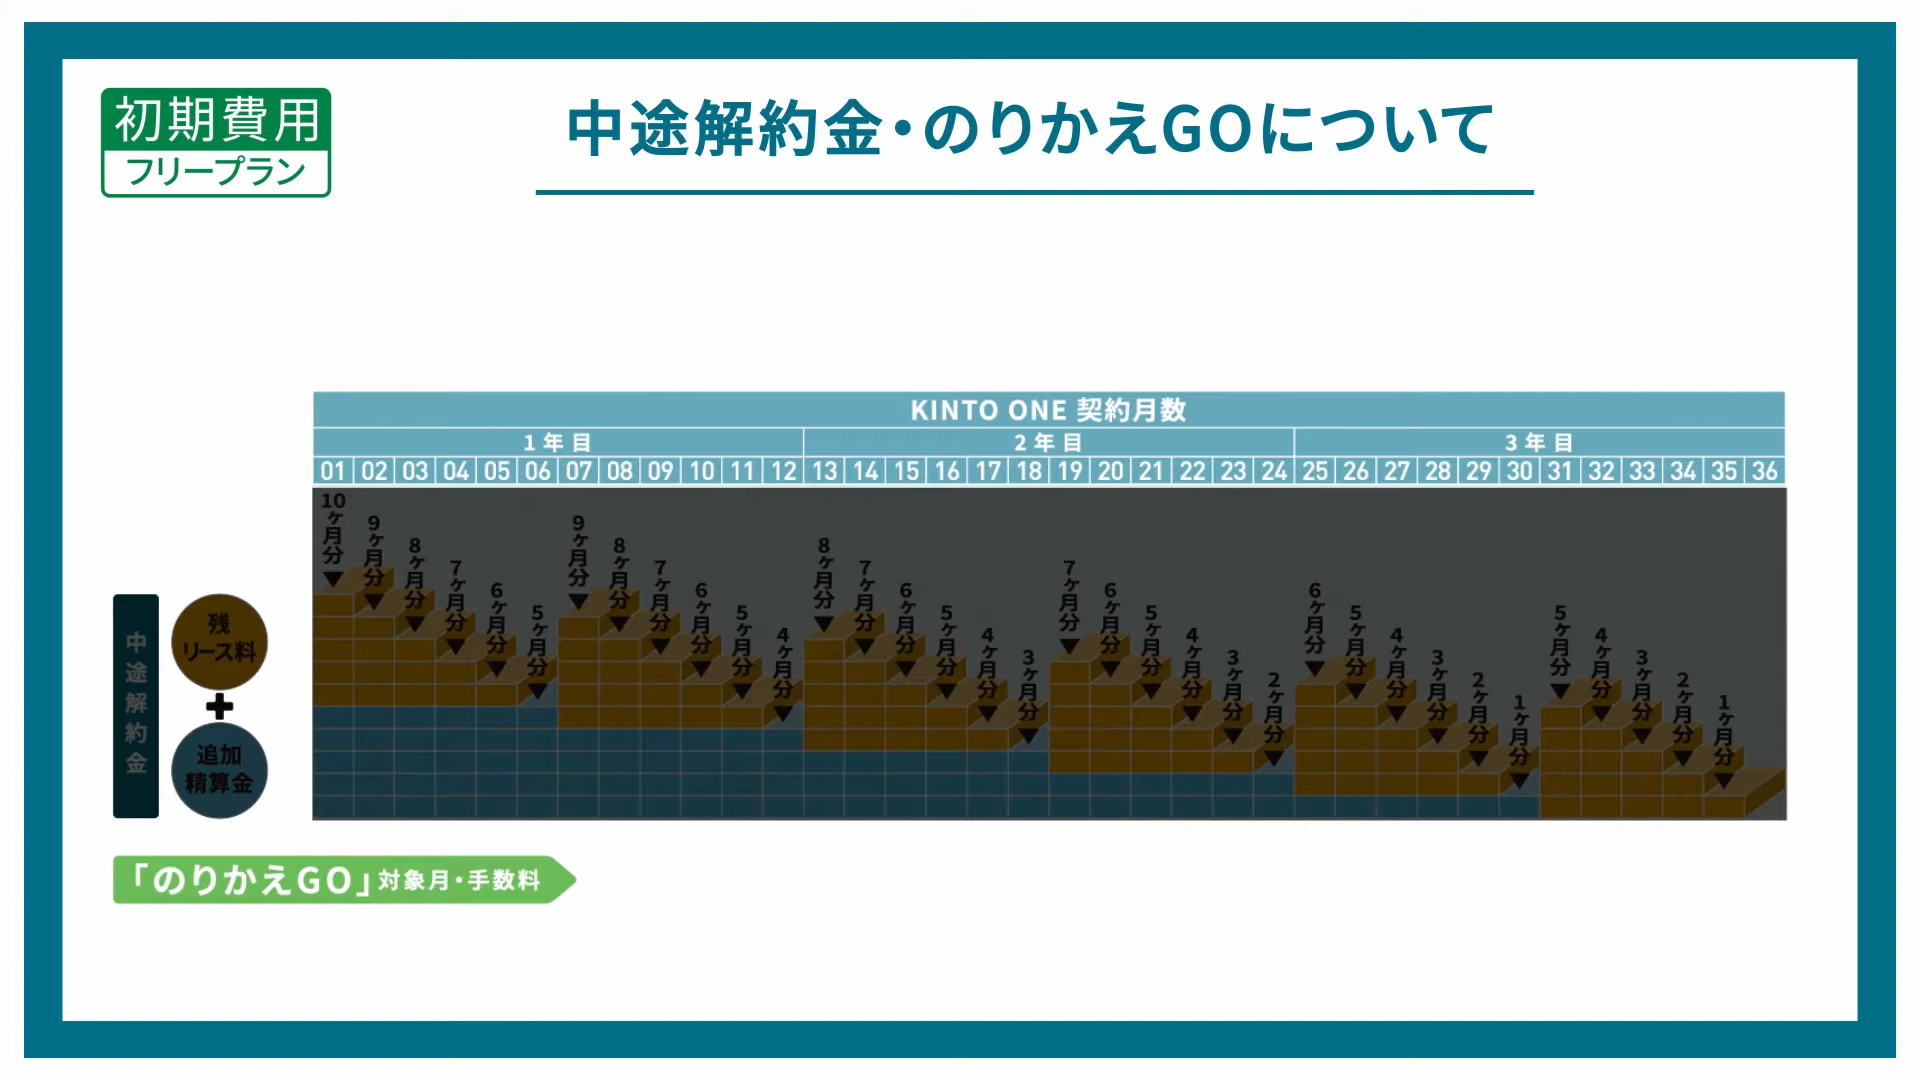 初期費用
フリープラン
中途解約金・のりかえGOについて
KINTO ONE 契約月数
1年目 2年目 3年目
01 02 03 04 05 06 07 08 09 10 11 12 13 14 15 16 17 18 19 20 21 22 23 24 25 26 27 28 29 30 31 32 33 34 35 36
10ヶ月分 9ヶ月分 8ヶ月分 7ヶ月分 6ヶ月分 5ヶ月分 9ヶ月分 8ヶ月分 7ヶ月分 6ヶ月分 5ヶ月分 4ヶ月分 8ヶ月分 7ヶ月分 6ヶ月分 5ヶ月分 4ヶ月分 3ヶ月分 7ヶ月分 6ヶ月分 5ヶ月分 4ヶ月分 3ヶ月分 2ヶ月分 6ヶ月分 5ヶ月分 4ヶ月分 3ヶ月分 2ヶ月分 1ヶ月分 5ヶ月分 4ヶ月分 3ヶ月分 2ヶ月分 1ヶ月分
中途解約金
残
リース料
追加
精算金
「のりかえGO」対象月・手数料